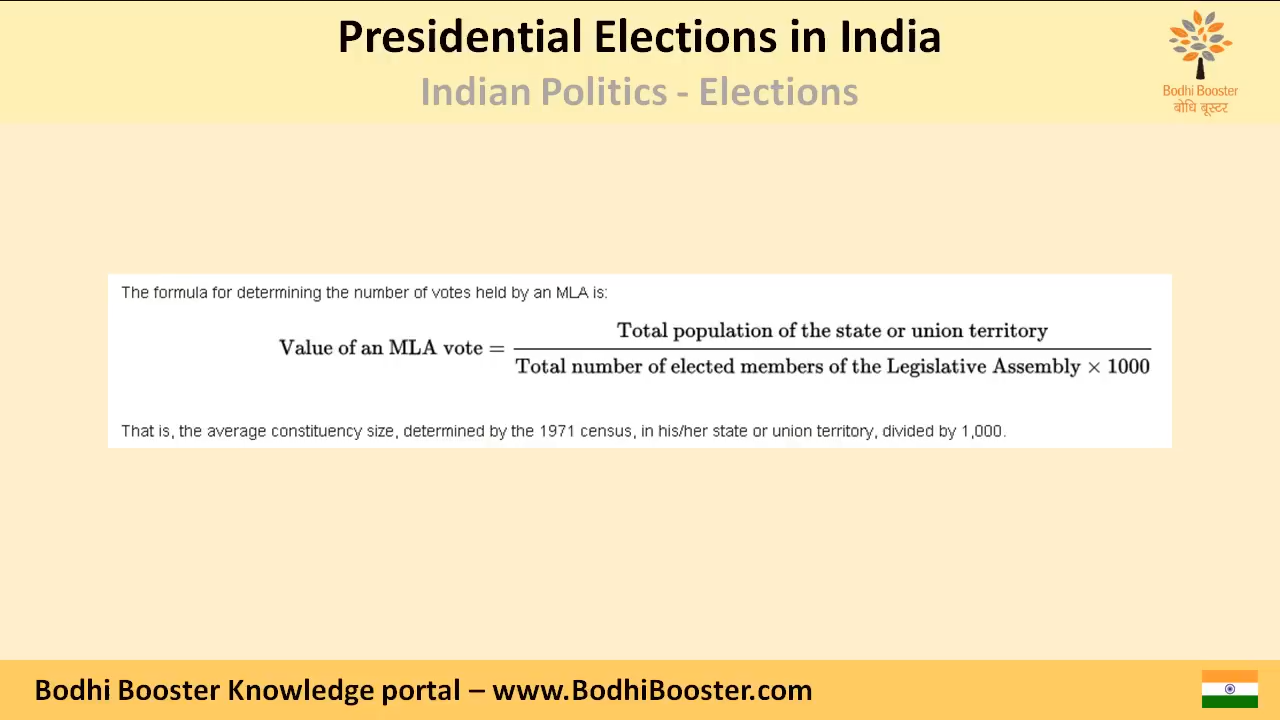 Presidential Elections in India
Indian Politics - Elections
Bodhi Booster
बोधि बूस्टर
The formula for determining the number of votes held by an MLA is:
Value of an MLA vote = Total population of the state or union territory
Total number of elected members of the Legislative Assembly × 1000
That is, the average constituency size, determined by the 1971 census, in his/her state or union territory, divided by 1,000.
Bodhi Booster Knowledge portal – www.BodhiBooster.com